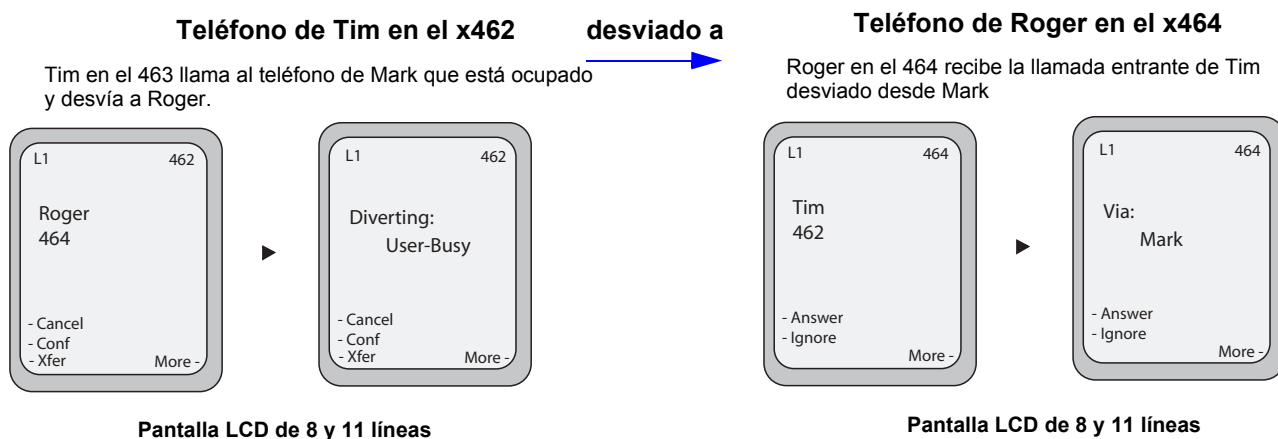 Teléfono de Tim en el x462
desviado a
Teléfono de Roger en el x464
Tim en el 463 llama al teléfono de Mark que está ocupado
y desvía a Roger.
Roger en el 464 recibe la llamada entrante de Tim
desviado desde Mark
L1 462
Roger
464
- Cancel
- Conf
- Xfer More -
L1 462
Diverting:
User-Busy
- Cancel
- Conf
- Xfer More -
L1 464
Tim
462
- Answer
- Ignore
More -
L1 464
Via:
Mark
- Answer
- Ignore
More -
Pantalla LCD de 8 y 11 líneas
Pantalla LCD de 8 y 11 líneas